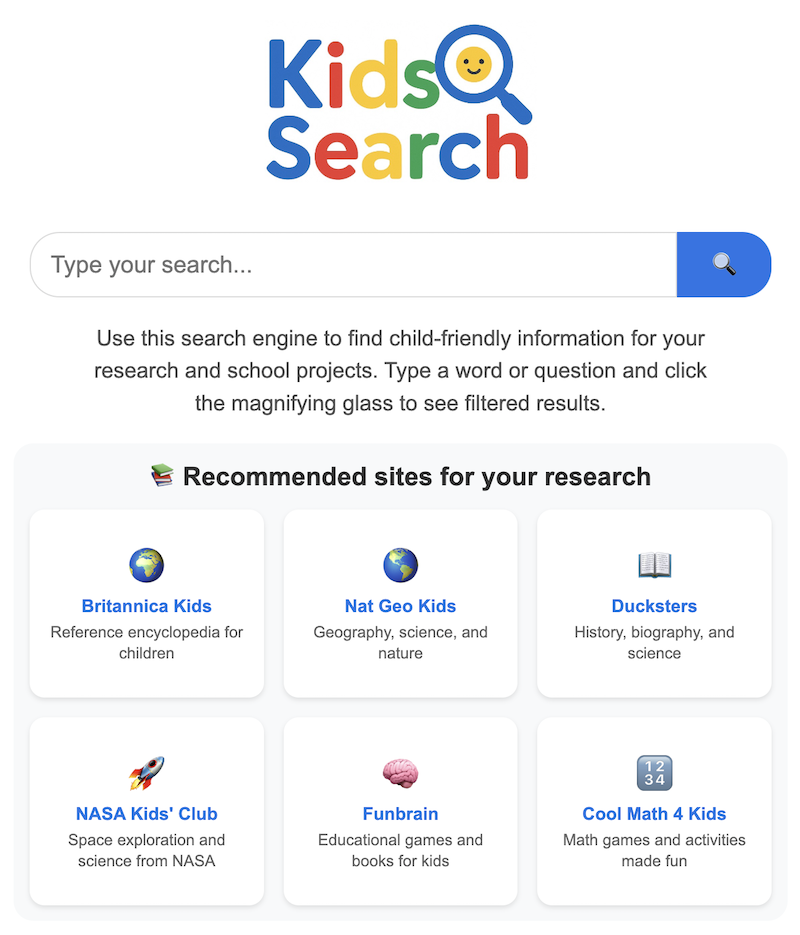 Kids
Search
Type your search...
Use this search engine to find child-friendly information for your
research and school projects. Type a word or question and click
the magnifying glass to see filtered results.
Recommended sites for your research
Britannica Kids
Reference encyclopedia for
children
Nat Geo Kids
Geography, science, and
nature
Ducksters
History, biography, and
science
NASA Kids' Club
Space exploration and
science from NASA
Funbrain
Educational games and
books for kids
1 2
3 4
Cool Math 4 Kids
Math games and activities
made fun